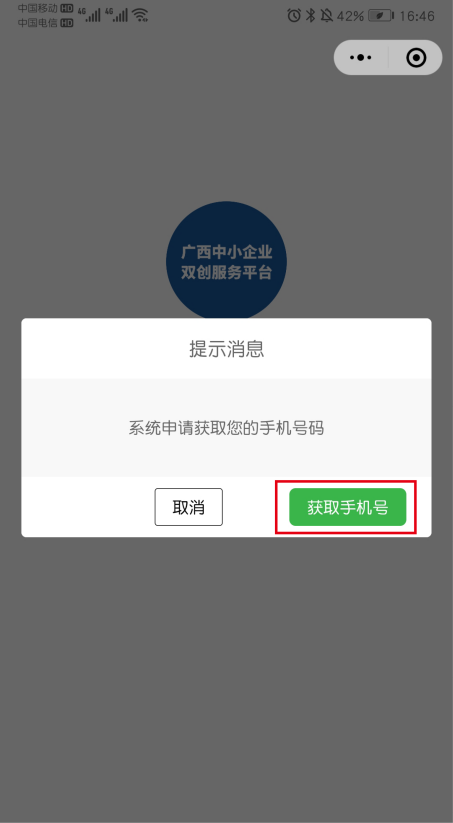 中国移动 HD 4G 4G 42% 16:46
中国电信 HD
广西中小企业
双创服务平台
提示消息
系统申请获取您的手机号码
取消 获取手机号